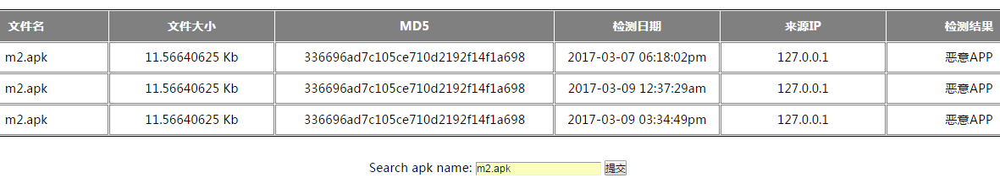 文件名 文件大小 MD5 检测日期 来源IP 检测结果
m2.apk 11.56640625 Kb 336696ad7c105ce710d2192f14f1a698 2017-03-07 06:18:02pm 127.0.0.1 恶意APP
m2.apk 11.56640625 Kb 336696ad7c105ce710d2192f14f1a698 2017-03-09 12:37:29am 127.0.0.1 恶意APP
m2.apk 11.56640625 Kb 336696ad7c105ce710d2192f14f1a698 2017-03-09 03:34:49pm 127.0.0.1 恶意APP
Search apk name: m2.apk 提交